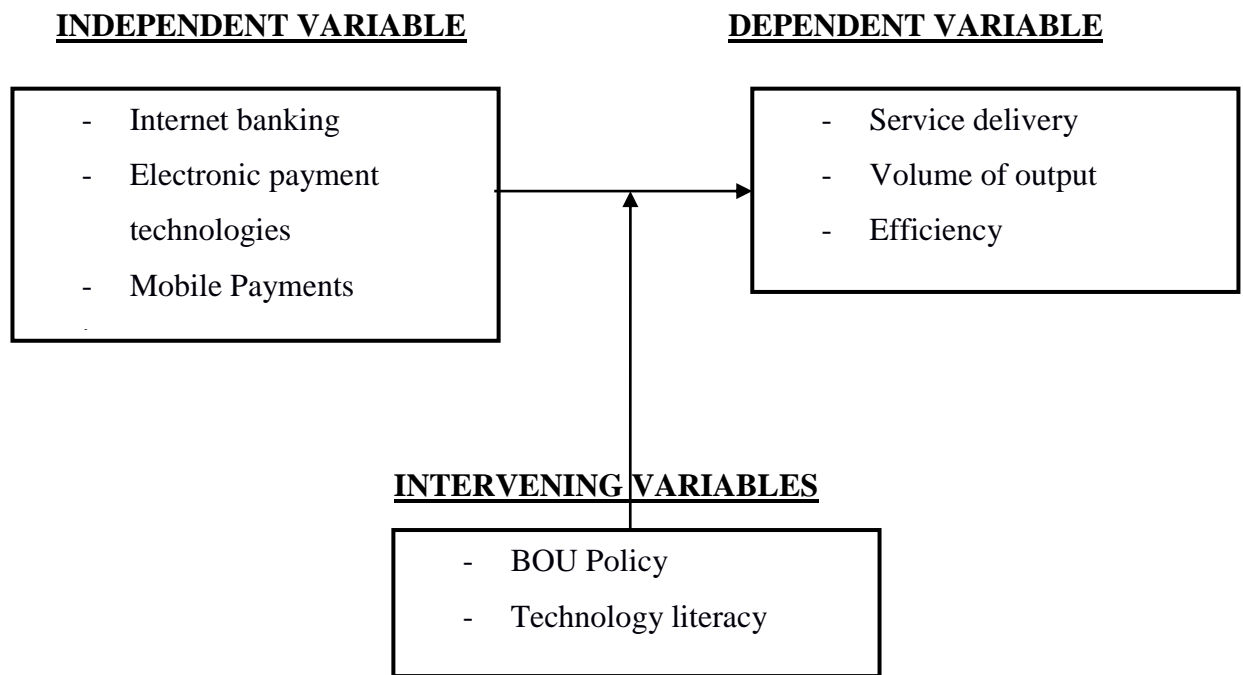 INDEPENDENT VARIABLE
- Internet banking
- Electronic payment
technologies
- Mobile Payments
.
DEPENDENT VARIABLE
- Service delivery
- Volume of output
- Efficiency
INTERVENING VARIABLES
- BOU Policy
- Technology literacy